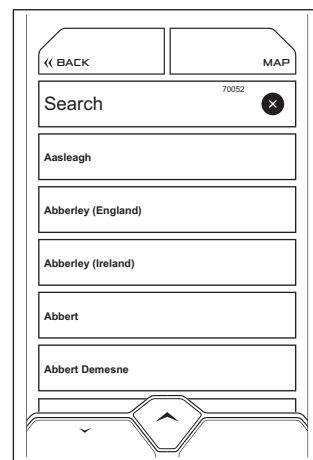 « BACK
MAP
70052
Search
Aasleagh
Abberley (England)
Abberley (Ireland)
Abbert
Abbert Demesne